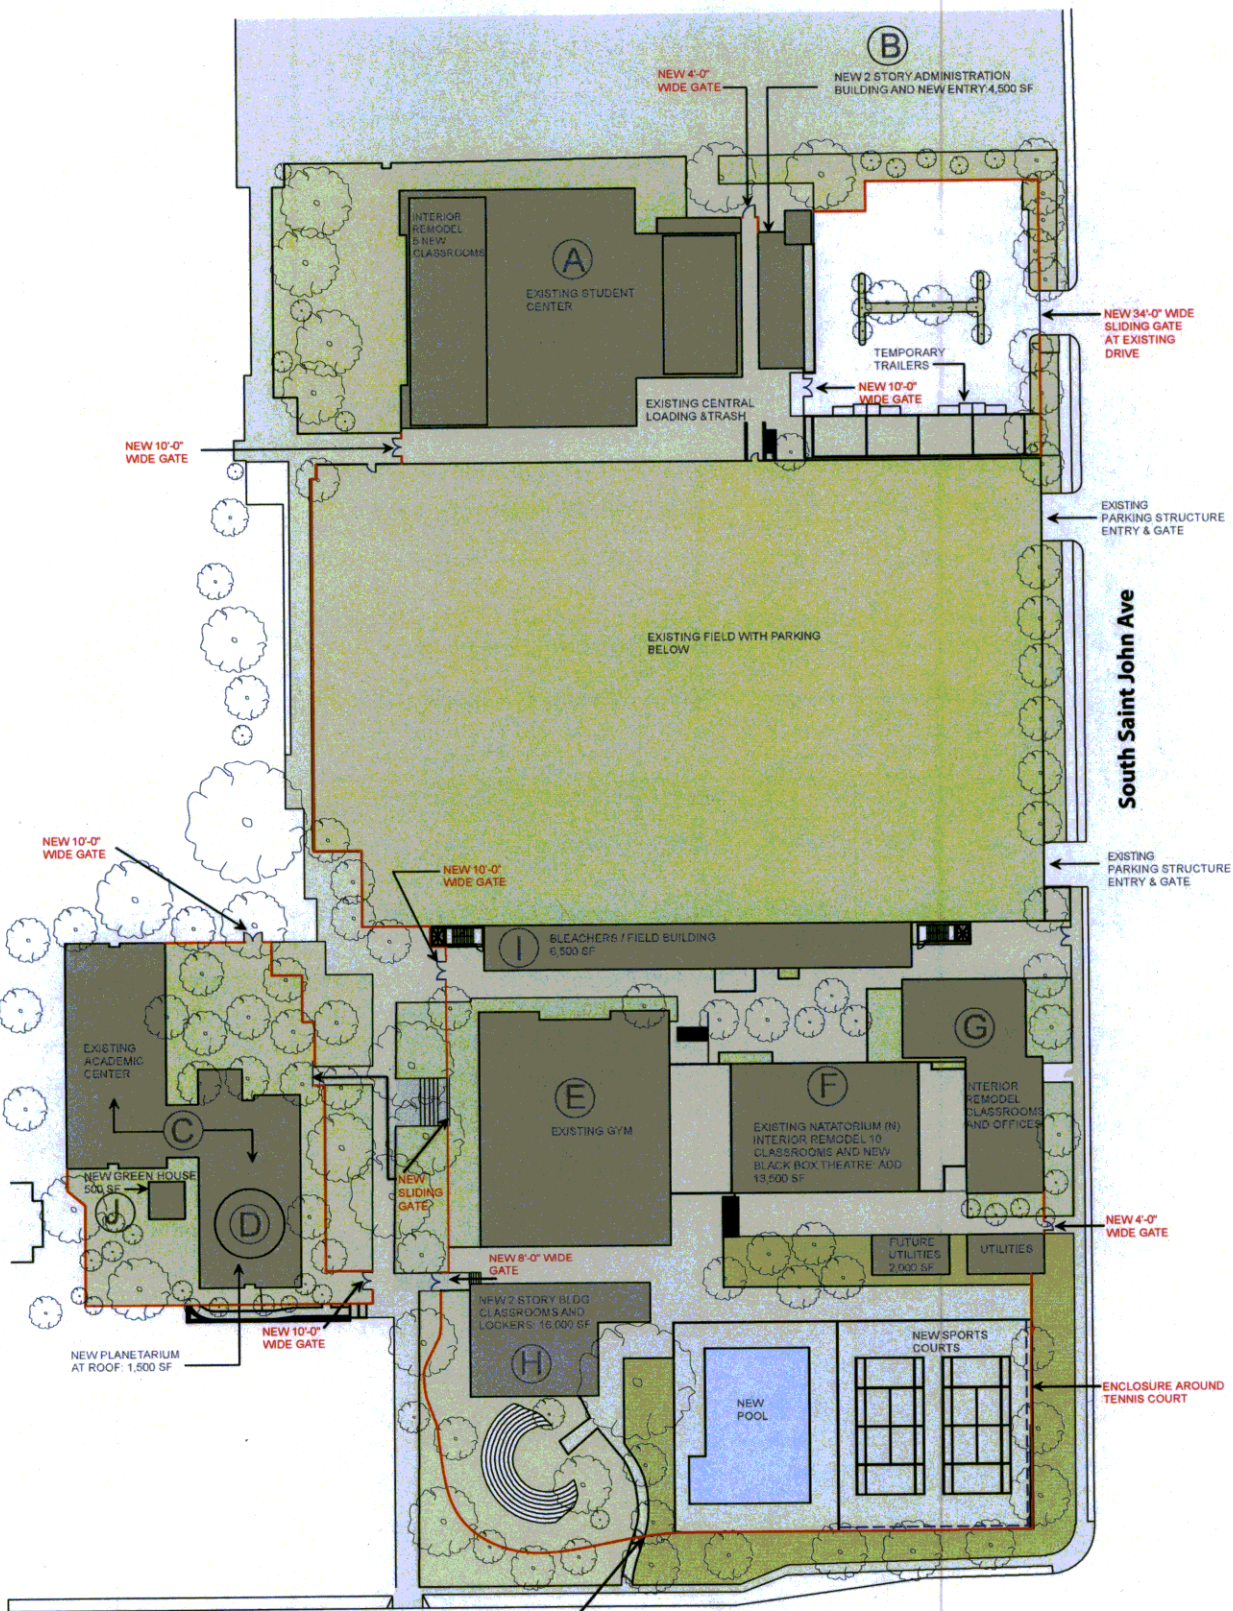 B
NEW 4'-0"
WIDE GATE
NEW 2 STORY ADMINISTRATION
BUILDING AND NEW ENTRY:4,500 SF
INTERIOR
REMODEL
5 NEW
CLASSROOMS
A
EXISTING STUDENT
CENTER
NEW 34'-0" WIDE
SLIDING GATE
AT EXISTING
DRIVE
TEMPORARY
TRAILERS
NEW 10'-0"
WIDE GATE
EXISTING CENTRAL
LOADING &TRASH
NEW 10'-0"
WIDE GATE
EXISTING
PARKING STRUCTURE
ENTRY & GATE
South Saint John Ave
EXISTING FIELD WITH PARKING
BELOW
NEW 10'-0"
WIDE GATE
NEW 10'-0"
WIDE GATE
EXISTING
PARKING STRUCTURE
ENTRY & GATE
I
BLEACHERS / FIELD BUILDING
6,500 SF
G
EXISTING
ACADEMIC
CENTER
C
E
EXISTING GYM
F
EXISTING NATATORIUM (N)
INTERIOR REMODEL 10
CLASSROOMS AND NEW
BLACK BOX THEATRE: ADD
13,500 SF
INTERIOR
REMODEL
CLASSROOMS
AND OFFICES
NEW GREEN HOUSE
500 SF
J
D
NEW
SLIDING
GATE
NEW 4'-0"
WIDE GATE
FUTURE
UTILITIES
2,000 SF
UTILITIES
NEW 8'-0" WIDE
GATE
NEW 2 STORY BLDG
CLASSROOMS AND
LOCKERS: 16,000 SF
H
NEW 10'-0"
WIDE GATE
NEW PLANETARIUM
AT ROOF: 1,500 SF
NEW SPORTS
COURTS
NEW
POOL
ENCLOSURE AROUND
TENNIS COURT